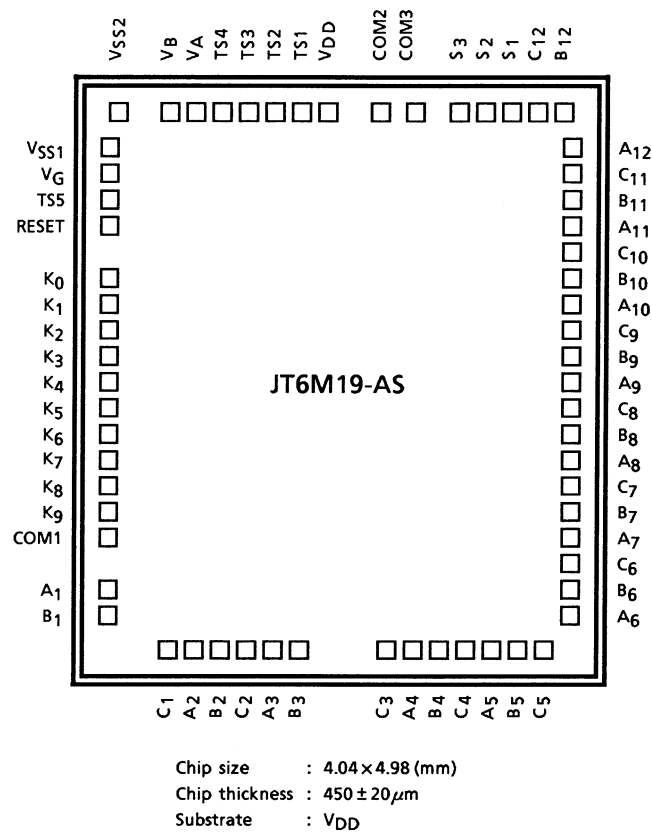 VSS2 VB VA TS4 TS3 TS2 TS1 VDD COM2 COM3 S3 S2 S1 C12 B12
VSS1
VG
TS5
RESET
K0
K1
K2
K3
K4
K5
K6
K7
K8
K9
COM1
A1
B1
JT6M19-AS
A12
C11
B11
A11
C10
B10
A10
C9
B9
A9
C8
B8
A8
C7
B7
A7
C6
B6
A6
C1 A2 B2 C2 A3 B3 C3 A4 B4 C4 A5 B5 C5
Chip size : 4.04×4.98 (mm)
Chip thickness : 450±20μm
Substrate : VDD